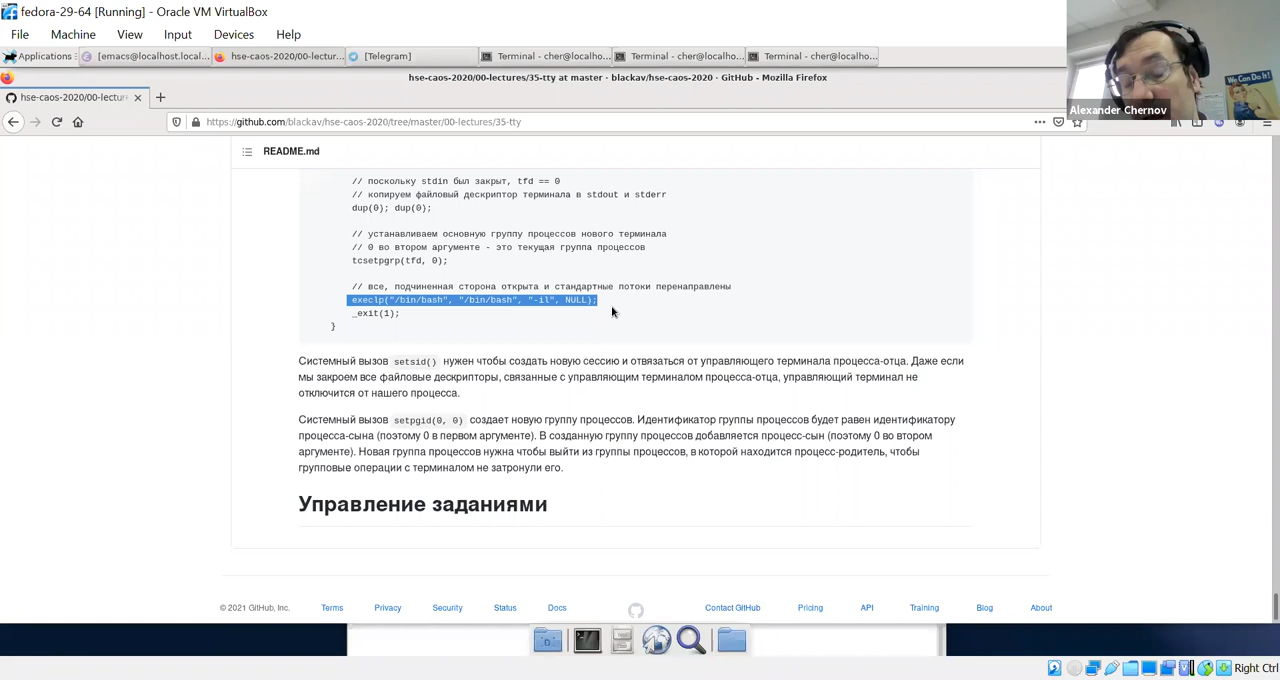 fedora-29-64 [Running] - Oracle VM VirtualBox
File Machine View Input Devices Help
Applications [emacs@localhost.local... hse-caos-2020/00-lectur... [Telegram] Terminal - cher@localho... Terminal - cher@localho... Terminal - cher@localho...
hse-caos-2020/00-lectures/35-tty at master · blackav/hse-caos-2020 · GitHub - Mozilla Firefox
We Can Do It!
Alexander Chernov
hse-caos-2020/00-lectur
https://github.com/blackav/hse-caos-2020/tree/master/00-lectures/35-tty
README.md
// поскольку stdin был закрыт, tfd == 0
// копируем файловый дескриптор терминала в stdout и stderr
dup(0); dup(0);
// устанавливаем основную группу процессов нового терминала
// 0 во втором аргументе - это текущая группа процессов
tcsetpgrp(tfd, 0);
// все, подчиненная сторона открыта и стандартные потоки перенаправлены
execlp("/bin/bash", "/bin/bash", "-il", NULL);
_exit(1);
}
Системный вызов setsid() нужен чтобы создать новую сессию и отвязаться от управляющего терминала процесса-отца. Даже если
мы закроем все файловые дескрипторы, связанные с управляющим терминалом процесса-отца, управляющий терминал не
отключится от нашего процесса.
Системный вызов setpgid(0, 0) создает новую группу процессов. Идентификатор группы процессов будет равен идентификатору
процесса-сына (поэтому 0 в первом аргументе). В созданную группу процессов добавляется процесс-сын (поэтому 0 во втором
аргументе). Новая группа процессов нужна чтобы выйти из группы процессов, в которой находится процесс-родитель, чтобы
групповые операции с терминалом не затронули его.
Управление заданиями
© 2021 GitHub, Inc. Terms Privacy Security Status Docs Contact GitHub Pricing API Training Blog About
Right Ctrl